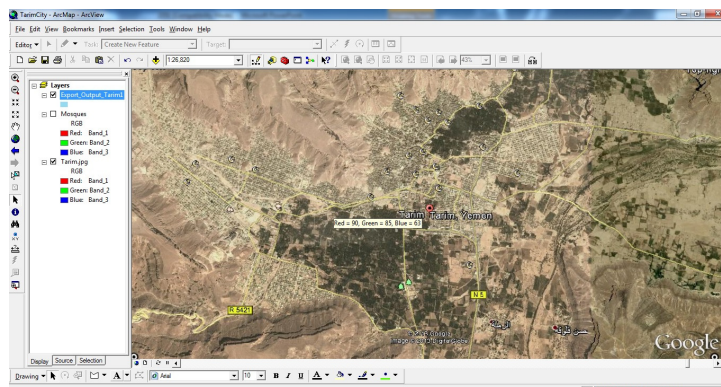 TarimCity - ArcMap - ArcView
File Edit View Bookmarks Insert Selection Tools Window Help
Editor Task: Create New Feature Target:
1:26,820 43%
Layers
Export_Output_Tarim1
Mosques
RGB
Red: Band_1
Green: Band_2
Blue: Band_3
Tarim.jpg
RGB
Red: Band_1
Green: Band_2
Blue: Band_3
Tarim Tarim, Yemen
Red = 90, Green = 85, Blue = 63
N 5
R 5421
Google
Display Source Selection
Drawing Arial 10 B I U A